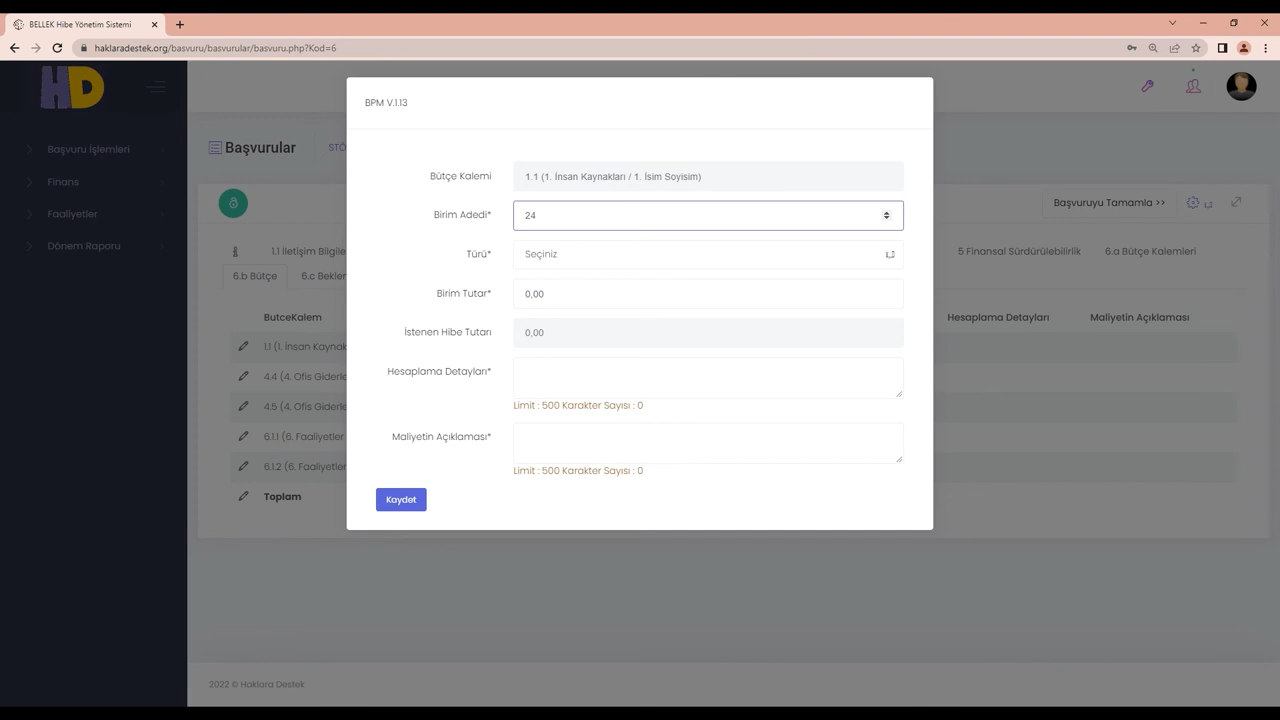 BELLEK Hibe Yönetim Sistemi
haklaradestek.org/basvuru/basvurular/basvuru.php?Kod=6
HD
Başvuru İşlemleri
Finans
Faaliyetler
Dönem Raporu
Başvurular
STÖ
Başvuruyu Tamamla >>
1.1 İletişim Bilgile
5 Finansal Sürdürülebilirlik
6.a Bütçe Kalemleri
6.b Bütçe
6.c Bekler
ButceKalem
Hesaplama Detayları
Maliyetin Açıklaması
1.1 (1. İnsan Kaynak
4.4 (4. Ofis Giderle
4.5 (4. Ofis Giderle
6.1.1 (6. Faaliyetler
6.1.2 (6. Faaliyetler
Toplam
BPM V.1.13
Bütçe Kalemi
1.1 (1. İnsan Kaynakları / 1. İsim Soyisim)
Birim Adedi*
24
Türü*
Seçiniz
Birim Tutar*
0,00
İstenen Hibe Tutarı
0,00
Hesaplama Detayları*
Limit : 500 Karakter Sayısı : 0
Maliyetin Açıklaması*
Limit : 500 Karakter Sayısı : 0
Kaydet
2022 © Haklara Destek